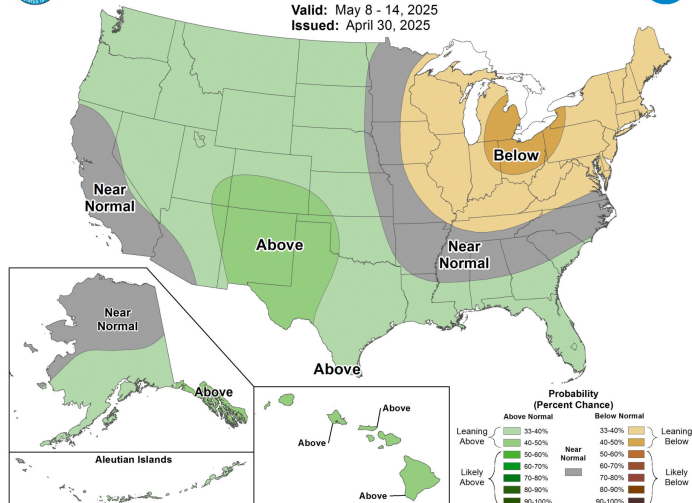 Valid: May 8 - 14, 2025
Issued: April 30, 2025
Near
Normal
Above
Below
Near
Normal
Above
Near
Normal
Above
Aleutian Islands
Above
Above
Above
Probability
(Percent Chance)
Above Normal Below Normal
Leaning
Above
33-40%
40-50%
Likely
Above
50-60%
60-70%
70-80%
80-90%
90-100%
Near
Normal
33-40%
40-50%
Leaning
Below
50-60%
60-70%
70-80%
80-90%
90-100%
Likely
Below